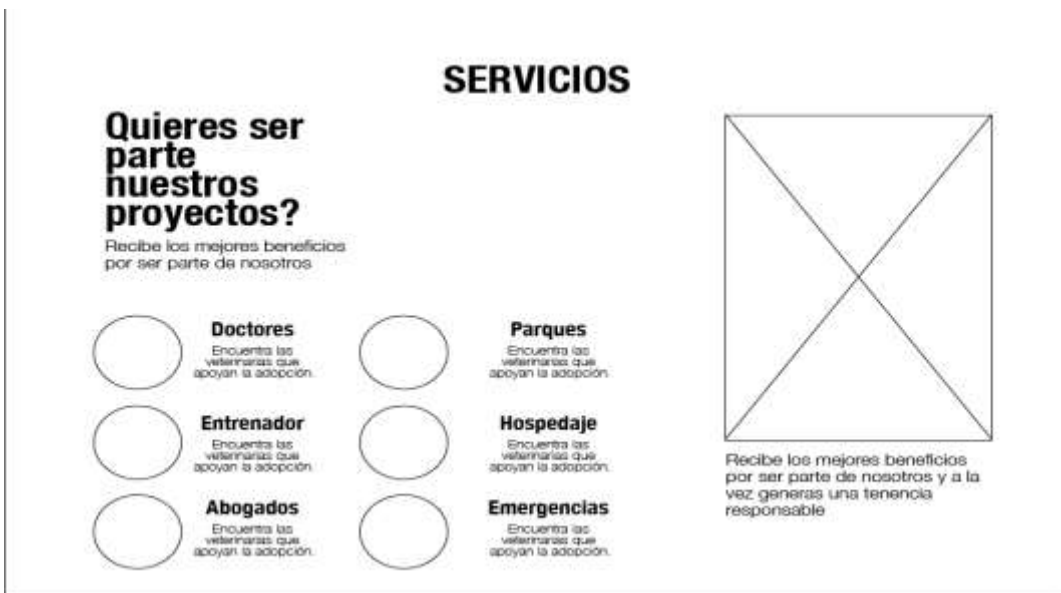 SERVICIOS
Quieres ser
parte
nuestros
proyectos?
Recibe los mejores beneficios
por ser parte de nosotros
Doctores
Encuentra las
veterinarias que
apoyan la adopción.
Parques
Encuentra las
veterinarias que
apoyan la adopción.
Entrenador
Encuentra las
veterinarias que
apoyan la adopción.
Hospedaje
Encuentra las
veterinarias que
apoyan la adopción.
Abogados
Encuentra las
veterinarias que
apoyan la adopción.
Emergencias
Encuentra las
veterinarias que
apoyan la adopción.
Recibe los mejores beneficios
por ser parte de nosotros y a la
vez generas una tenencia
responsable